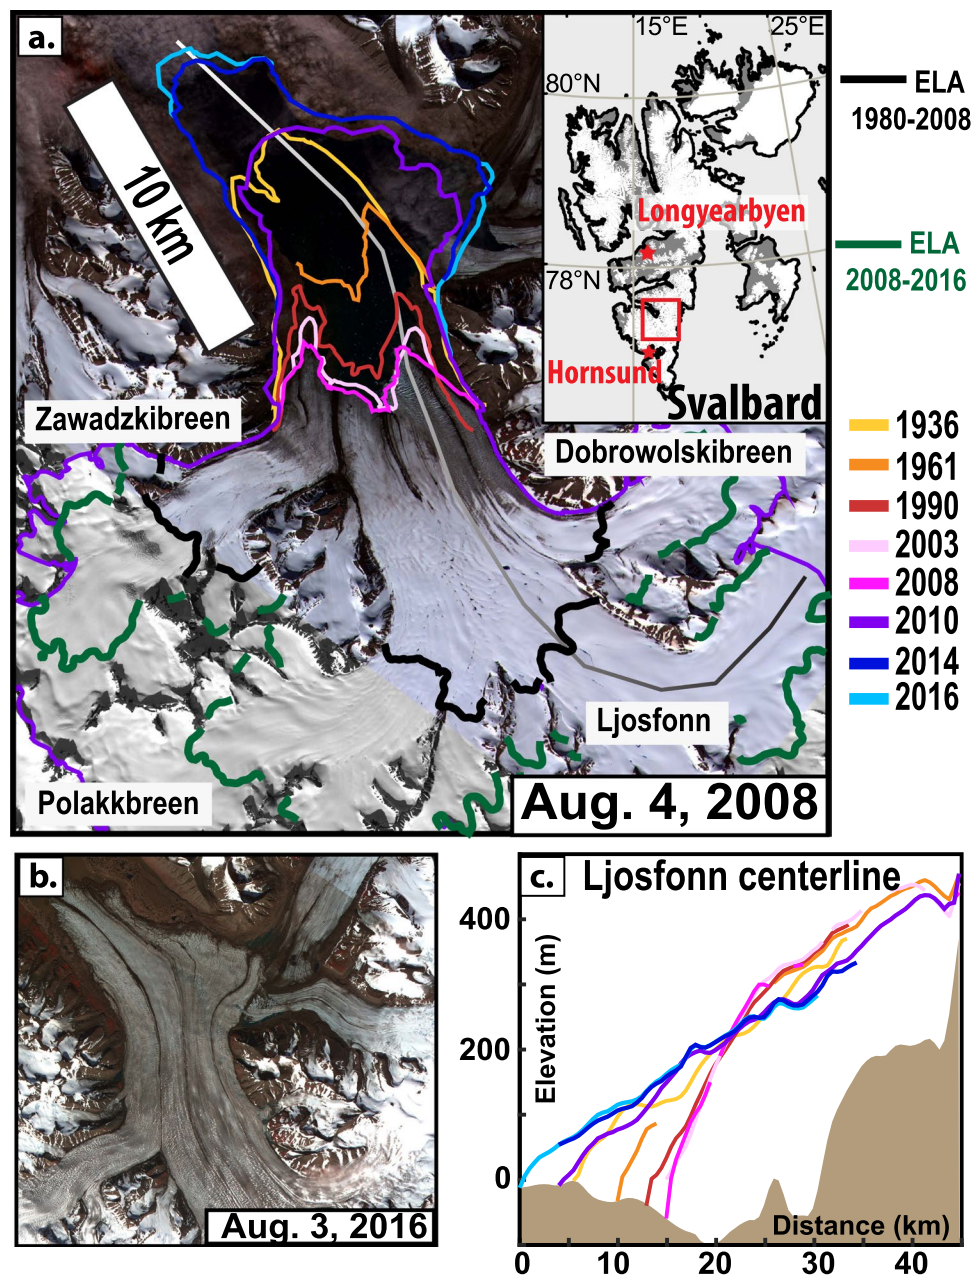 a.
10 km
15°E
25°E
80°N
78°N
Longyearbyen
Hornsund
Svalbard
ELA
1980-2008
ELA
2008-2016
Zawadzkibreen
Dobrowolskibreen
Ljosfonn
Polakkbreen
Aug. 4, 2008
1936
1961
1990
2003
2008
2010
2014
2016
b.
Aug. 3, 2016
c.
Ljosfonn centerline
Elevation (m)
400
200
0
Distance (km)
0 10 20 30 40